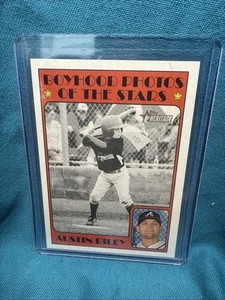 BOYHOOD PHOTOS
OF THE STARS
HERITAGE
AUSTIN RILEY